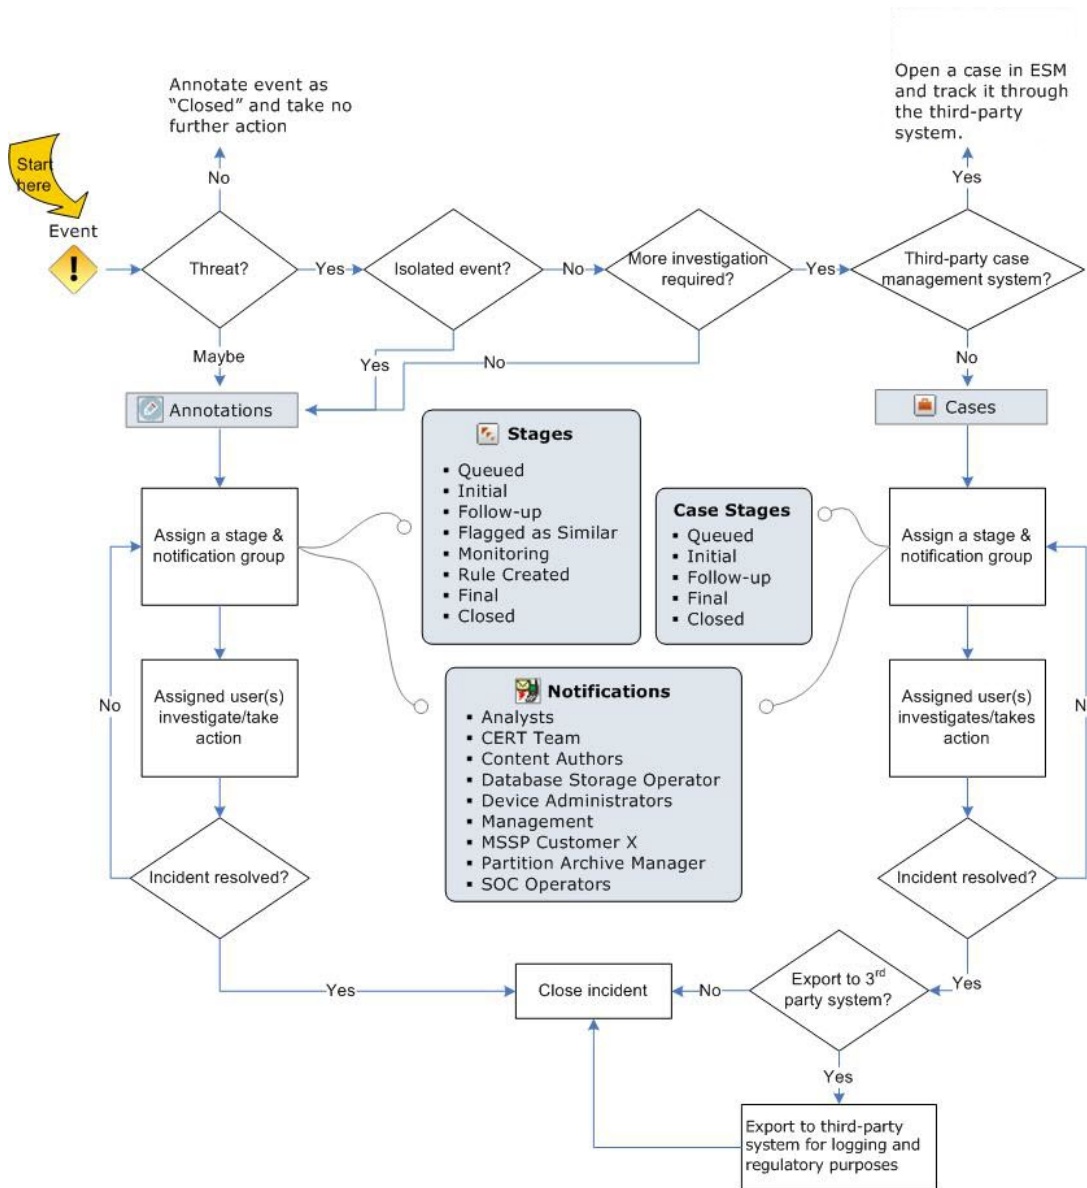 Annotate event as
“Closed” and take no
further action
Open a case in ESM
and track it through
the third-party
system.
Start
here
No
Yes
Event
Threat?
Yes
Isolated event?
No
More investigation
required?
Yes
Third-party case
management system?
Maybe
Yes
No
No
Annotations
Cases
Stages
▪ Queued
▪ Initial
▪ Follow-up
▪ Flagged as Similar
▪ Monitoring
▪ Rule Created
▪ Final
▪ Closed
Case Stages
▪ Queued
▪ Initial
▪ Follow-up
▪ Final
▪ Closed
Assign a stage &
notification group
Assign a stage &
notification group
No
Assigned user(s)
investigate/take
action
Notifications
▪ Analysts
▪ CERT Team
▪ Content Authors
▪ Database Storage Operator
▪ Device Administrators
▪ Management
▪ MSSP Customer X
▪ Partition Archive Manager
▪ SOC Operators
Assigned user(s)
investigates/takes
action
N
Incident resolved?
Incident resolved?
Yes
Close incident
No
Export to 3rd
party system?
Yes
Yes
Export to third-party
system for logging and
regulatory purposes